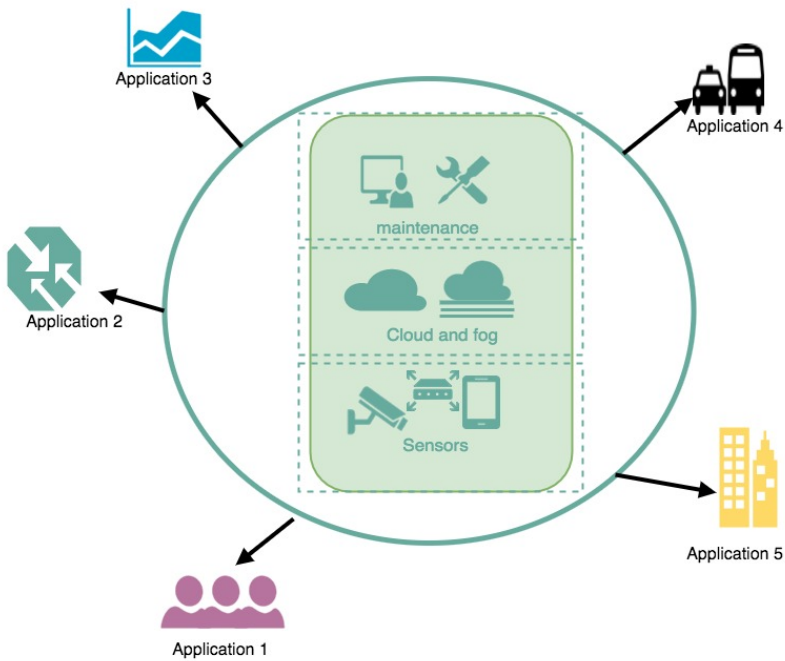 Application 3
Application 4
maintenance
Application 2
Cloud and fog
Sensors
Application 5
Application 1